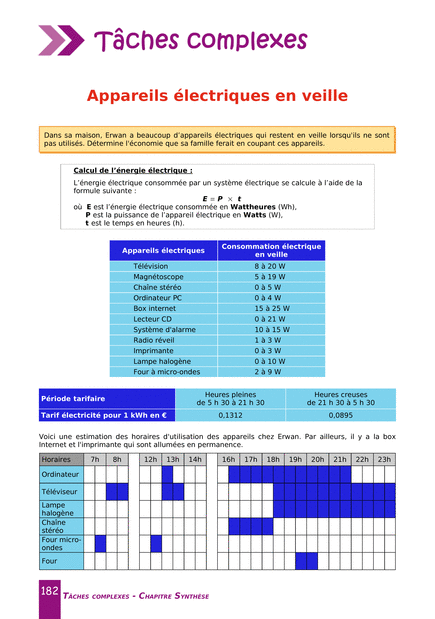 Tâches complexes
Appareils électriques en veille
Dans sa maison, Erwan a beaucoup d'appareils électriques qui restent en veille lorsqu'ils ne sont
pas utilisés. Détermine l'économie que sa famille ferait en coupant ces appareils.
Calcul de l'énergie électrique :
L'énergie électrique consommée par un système électrique se calcule à l'aide de la
formule suivante :
E = P × t
où E est l'énergie électrique consommée en Wattheures (Wh),
P est la puissance de l'appareil électrique en Watts (W),
t est le temps en heures (h).
Appareils électriques Consommation électrique
en veille
Télévision 8 à 20 W
Magnétoscope 5 à 19 W
Chaîne stéréo 0 à 5 W
Ordinateur PC 0 à 4 W
Box internet 15 à 25 W
Lecteur CD 0 à 21 W
Système d'alarme 10 à 15 W
Radio réveil 1 à 3 W
Imprimante 0 à 3 W
Lampe halogène 0 à 10 W
Four à micro-ondes 2 à 9 W
Période tarifaire Heures pleines Heures creuses
de 5 h 30 à 21 h 30 de 21 h 30 à 5 h 30
Tarif électricité pour 1 kWh en € 0,1312 0,0895
Voici une estimation des horaires d'utilisation des appareils chez Erwan. Par ailleurs, il y a la box
Internet et l'imprimante qui sont allumées en permanence.
Horaires 7h 8h 12h 13h 14h 16h 17h 18h 19h 20h 21h 22h 23h
Ordinateur
Téléviseur
Lampe
halogène
Chaîne
stéréo
Four micro-
ondes
Four
182 Tâches complexes - Chapitre Synthèse